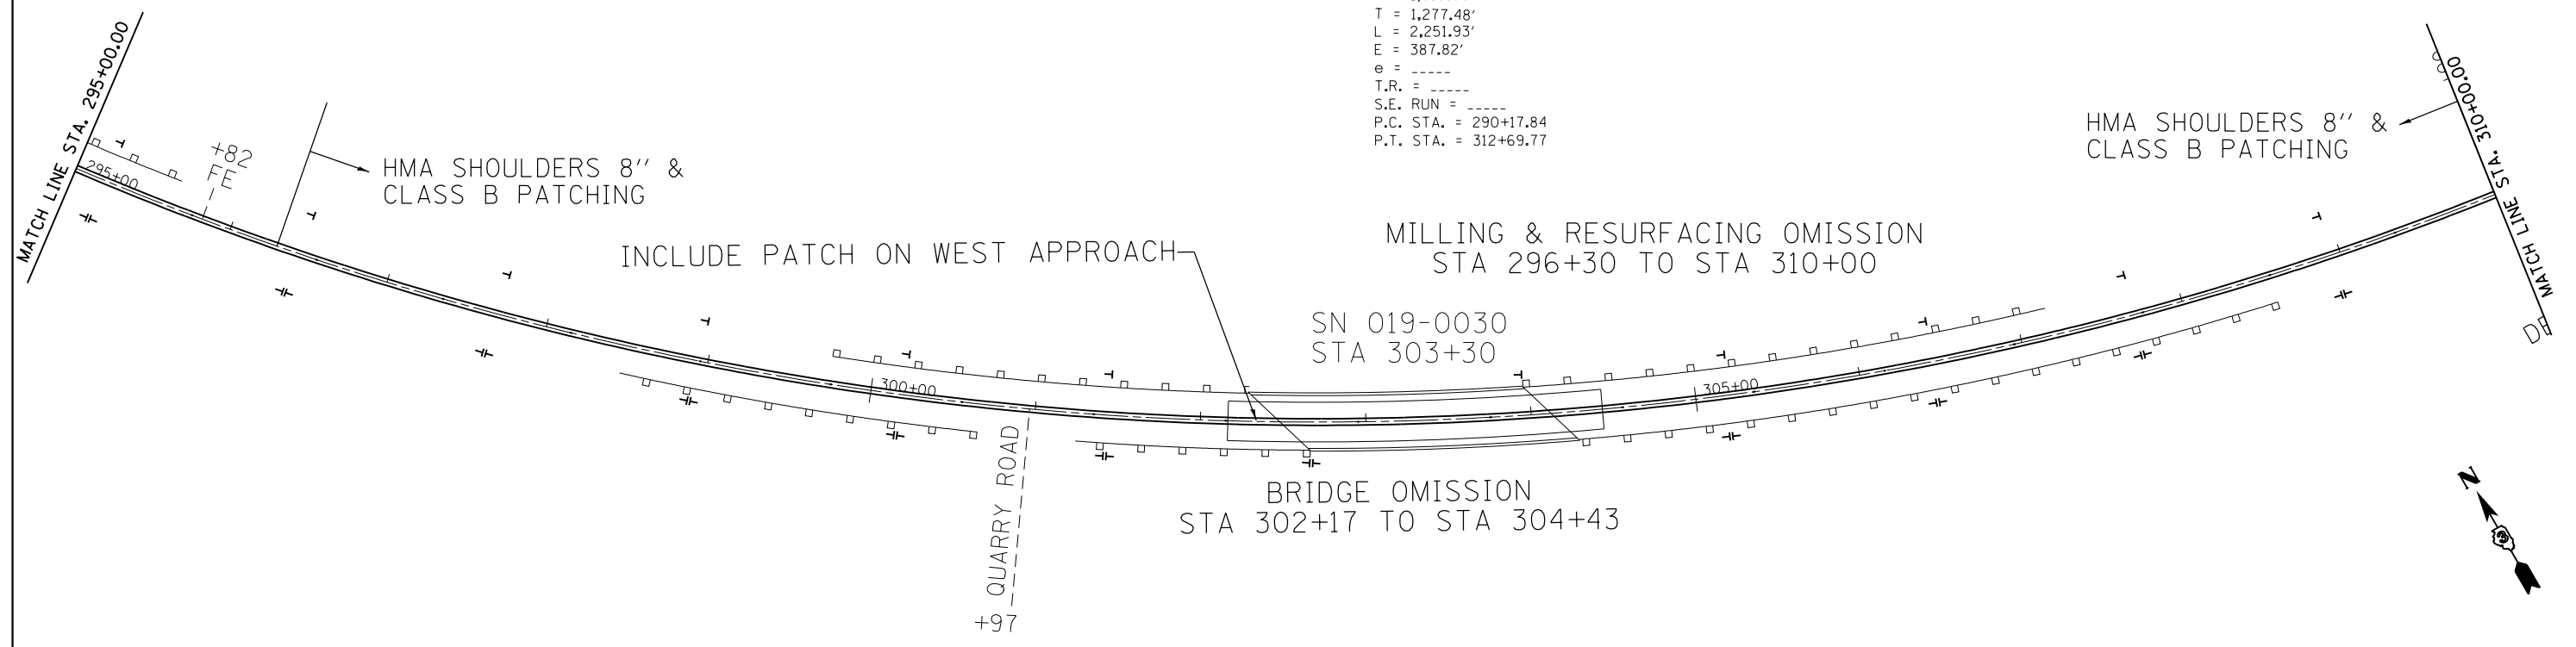 T = 1,277.48'
L = 2,251.93'
E = 387.82'
e = _____
T.R. = _____
S.E. RUN = _____
P.C. STA. = 290+17.84
P.T. STA. = 312+69.77
MATCH LINE STA. 295+00.00
295+00
+82
FE
HMA SHOULDERS 8'' &
CLASS B PATCHING
INCLUDE PATCH ON WEST APPROACH
MILLING & RESURFACING OMISSION
STA 296+30 TO STA 310+00
HMA SHOULDERS 8'' &
CLASS B PATCHING
MATCH LINE STA. 310+00.00
SN 019-0030
STA 303+30
300+00
305+00
QUARRY ROAD
+97
BRIDGE OMISSION
STA 302+17 TO STA 304+43
N
3